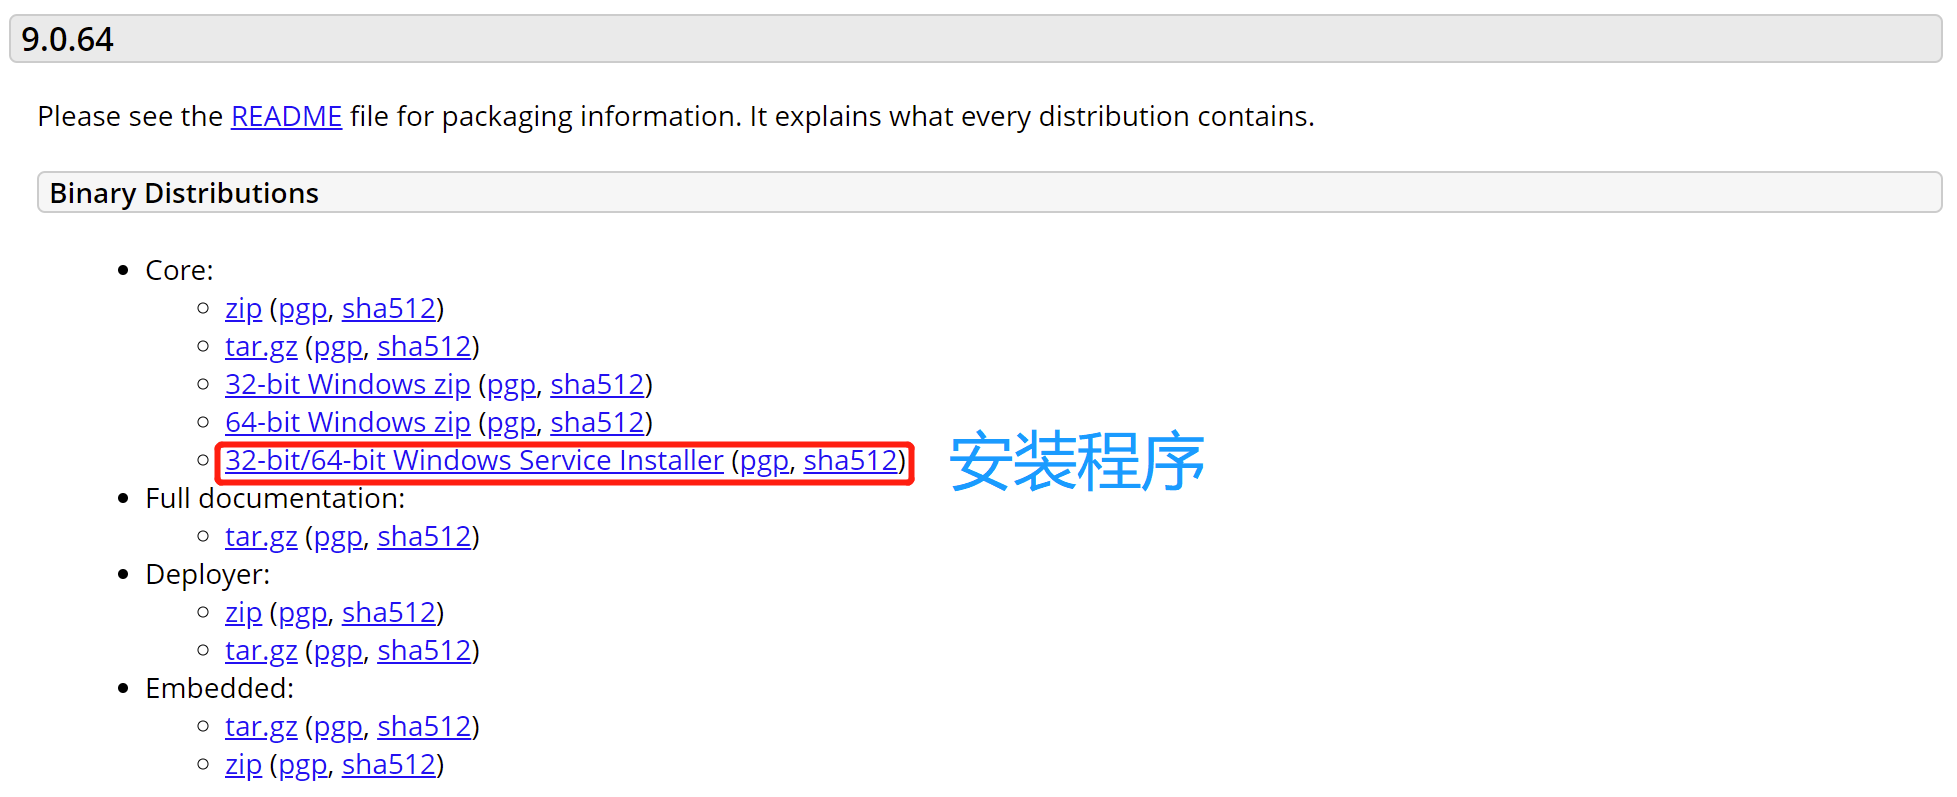 9.0.64
Please see the README file for packaging information. It explains what every distribution contains.
Binary Distributions
Core:
zip (pgp, sha512)
tar.gz (pgp, sha512)
32-bit Windows zip (pgp, sha512)
64-bit Windows zip (pgp, sha512)
32-bit/64-bit Windows Service Installer (pgp, sha512) 安装程序
Full documentation:
tar.gz (pgp, sha512)
Deployer:
zip (pgp, sha512)
tar.gz (pgp, sha512)
Embedded:
tar.gz (pgp, sha512)
zip (pgp, sha512)